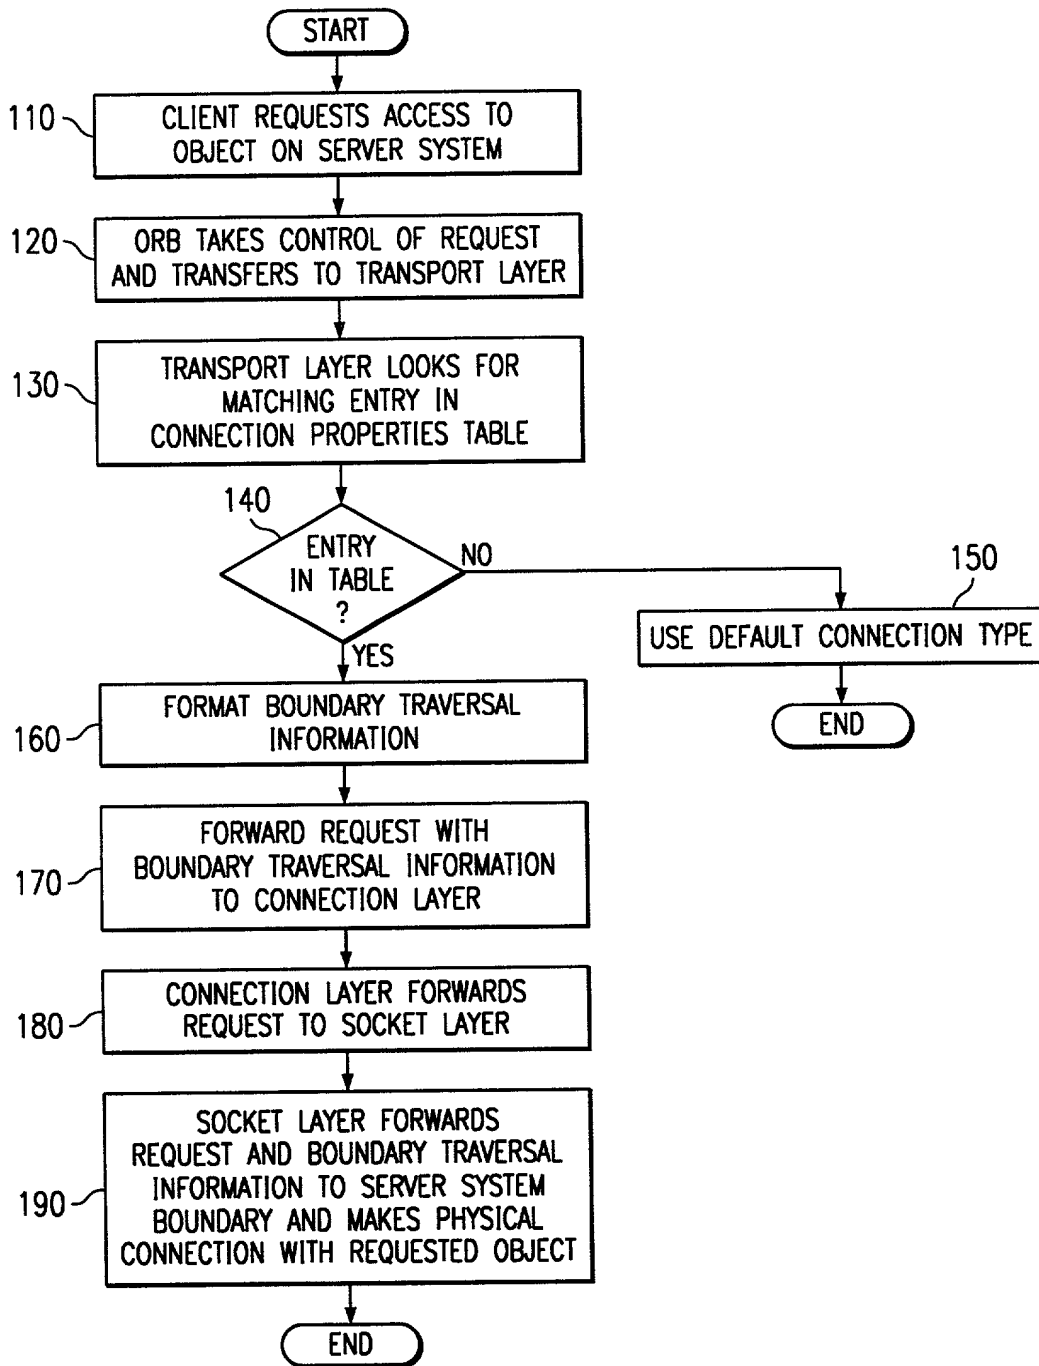 START
110
CLIENT REQUESTS ACCESS TO
OBJECT ON SERVER SYSTEM
120
ORB TAKES CONTROL OF REQUEST
AND TRANSFERS TO TRANSPORT LAYER
130
TRANSPORT LAYER LOOKS FOR
MATCHING ENTRY IN
CONNECTION PROPERTIES TABLE
140
ENTRY
IN TABLE
?
NO
150
USE DEFAULT CONNECTION TYPE
END
YES
160
FORMAT BOUNDARY TRAVERSAL
INFORMATION
170
FORWARD REQUEST WITH
BOUNDARY TRAVERSAL INFORMATION
TO CONNECTION LAYER
180
CONNECTION LAYER FORWARDS
REQUEST TO SOCKET LAYER
190
SOCKET LAYER FORWARDS
REQUEST AND BOUNDARY TRAVERSAL
INFORMATION TO SERVER SYSTEM
BOUNDARY AND MAKES PHYSICAL
CONNECTION WITH REQUESTED OBJECT
END